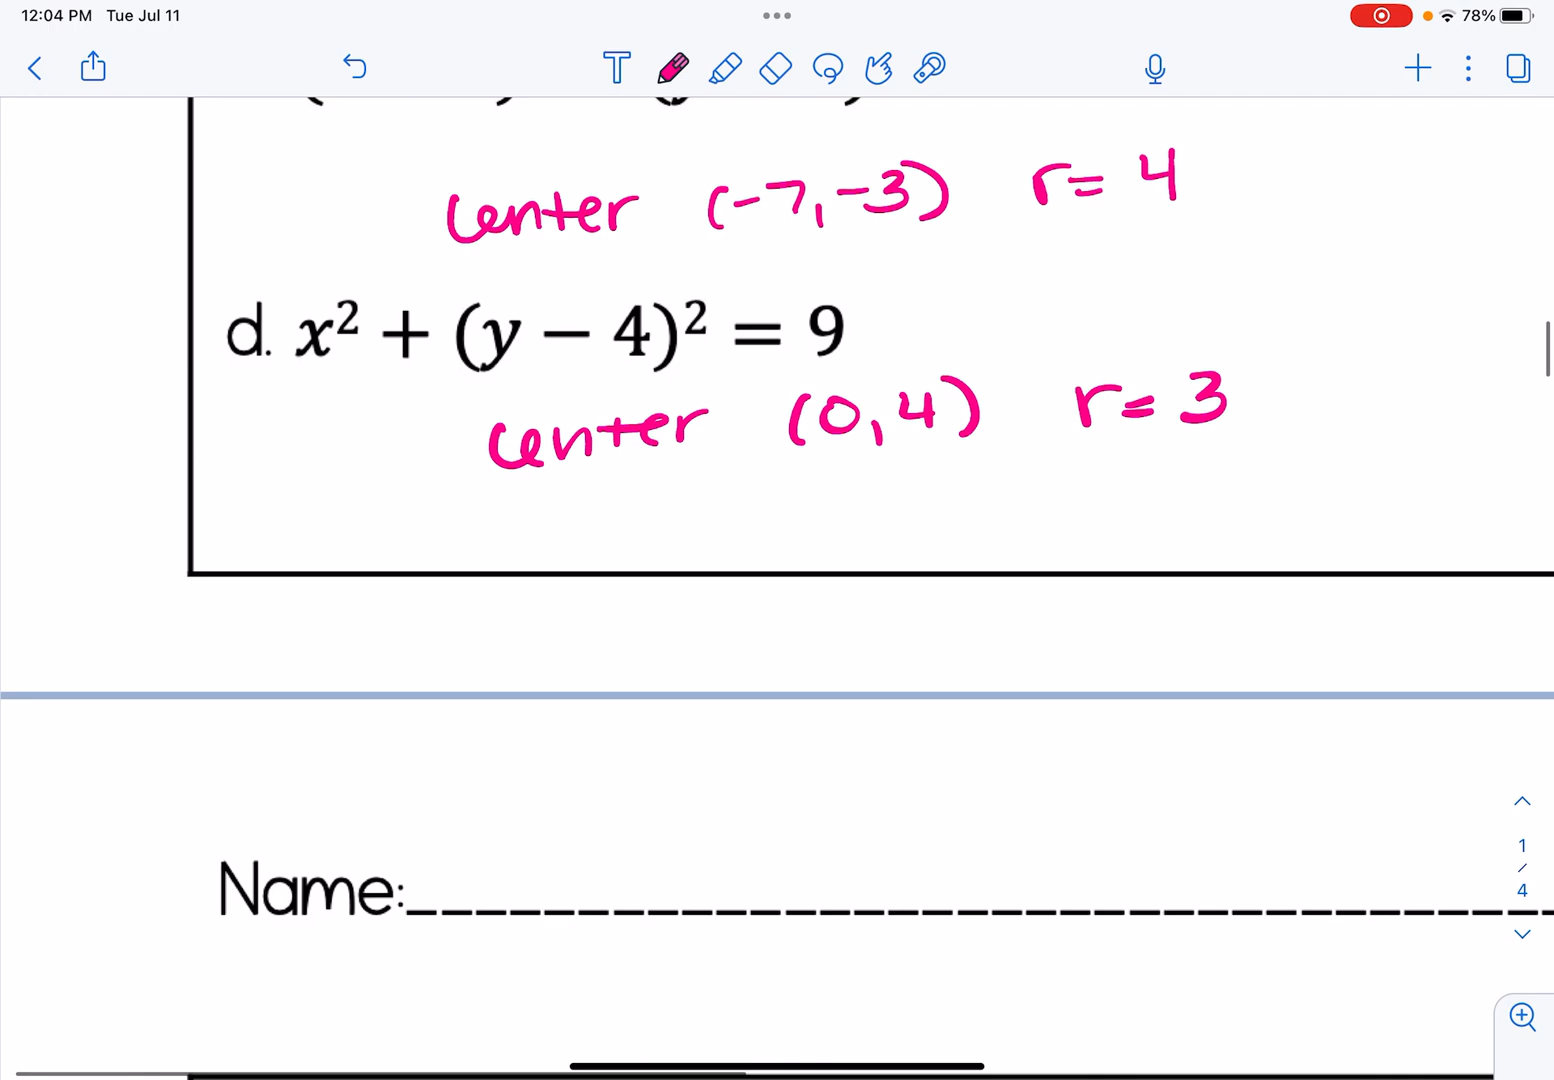 12:04 PM Tue Jul 11
78%
center (-7,-3) r= 4
d. x² + (y − 4)² = 9
center (0,4) r= 3
1
/
4
Name:_______________________________